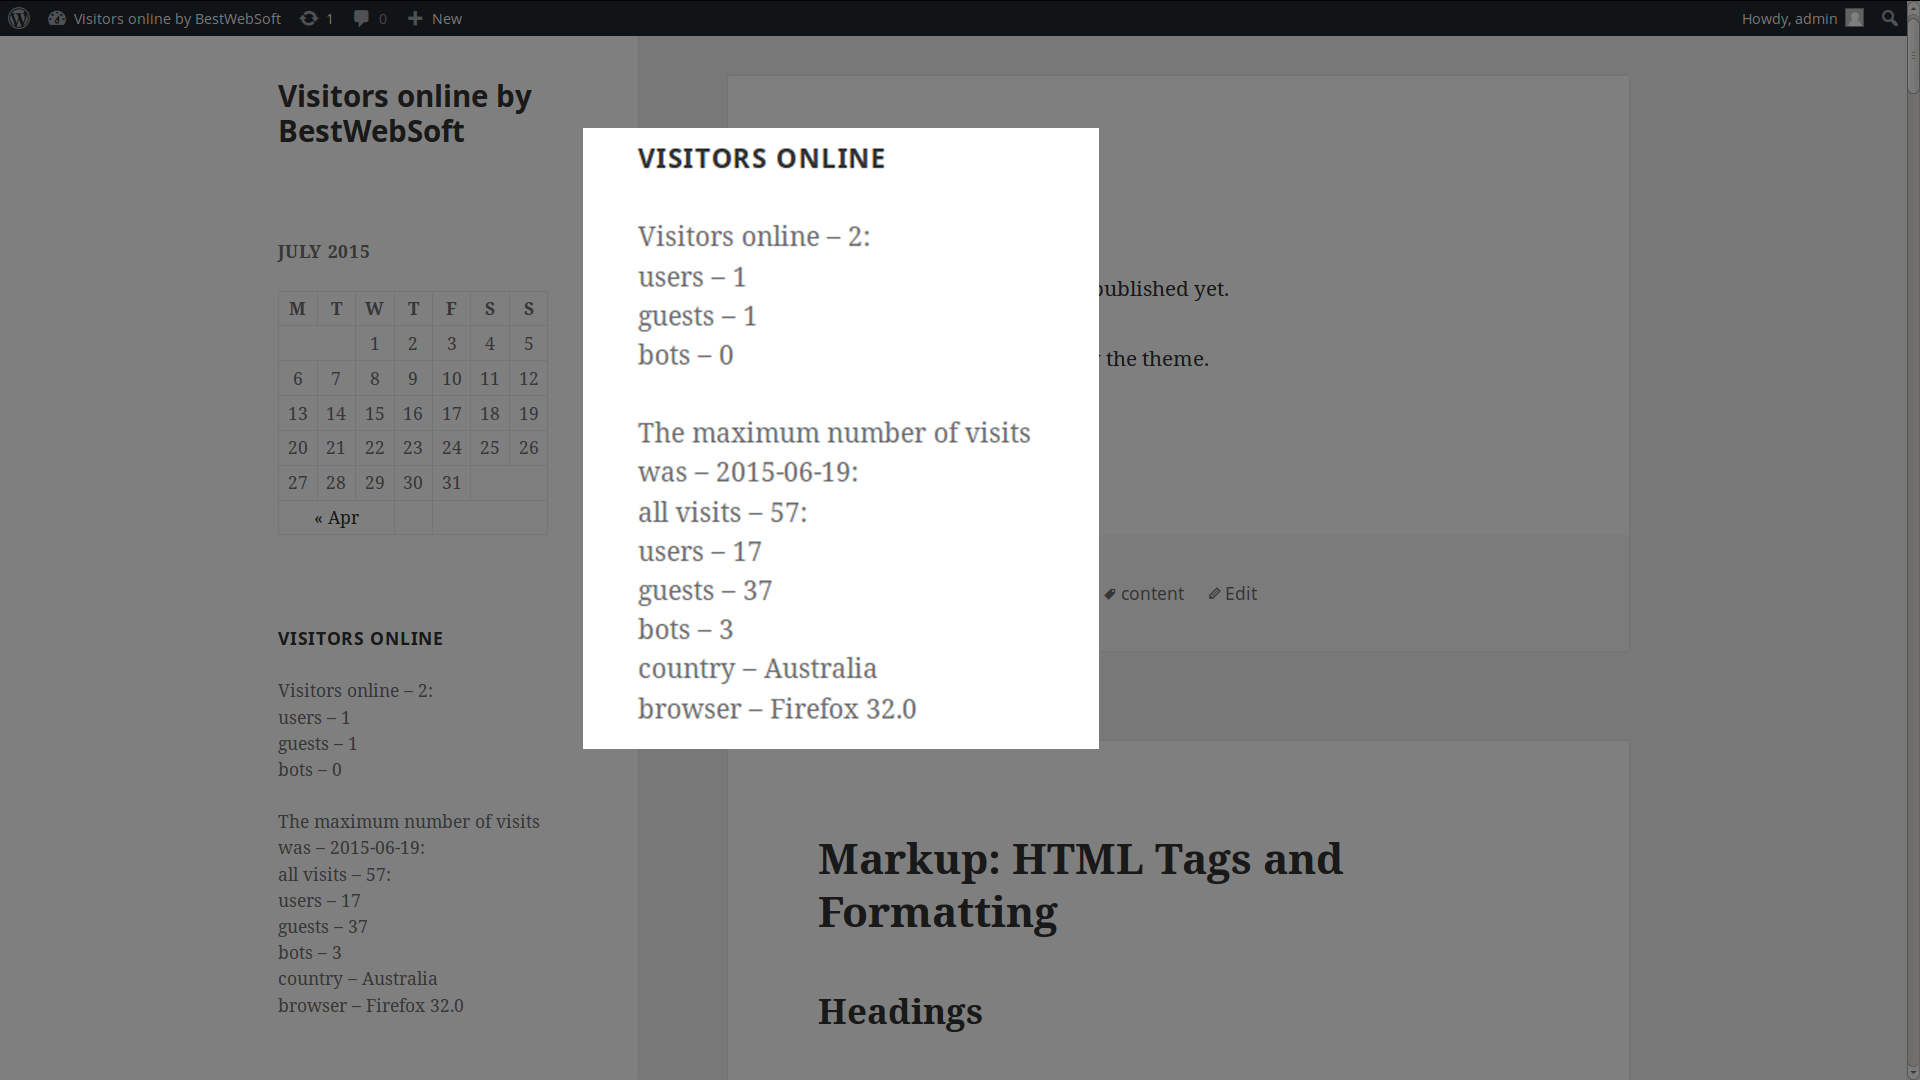 Visitors online by BestWebSoft 1 0 New Howdy, admin
Visitors online by
BestWebSoft
JULY 2015
M T W T F S S
1 2 3 4 5
6 7 8 9 10 11 12
13 14 15 16 17 18 19
20 21 22 23 24 25 26
27 28 29 30 31
« Apr
VISITORS ONLINE
Visitors online – 2:
users – 1
guests – 1
bots – 0
The maximum number of visits
was – 2015-06-19:
all visits – 57:
users – 17
guests – 37
bots – 3
country – Australia
browser – Firefox 32.0
VISITORS ONLINE
Visitors online – 2:
users – 1
guests – 1
bots – 0
The maximum number of visits
was – 2015-06-19:
all visits – 57:
users – 17
guests – 37
bots – 3
country – Australia
browser – Firefox 32.0
published yet.
the theme.
content Edit
Markup: HTML Tags and
Formatting
Headings